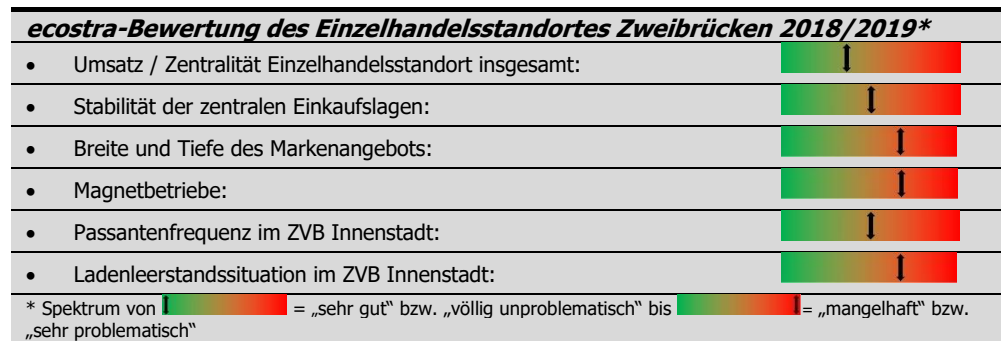 ecostra-Bewertung des Einzelhandelsstandortes Zweibrücken 2018/2019*
• Umsatz / Zentralität Einzelhandelsstandort insgesamt:
• Stabilität der zentralen Einkaufslagen:
• Breite und Tiefe des Markenangebots:
• Magnetbetriebe:
• Passantenfrequenz im ZVB Innenstadt:
• Ladenleerstandssituation im ZVB Innenstadt:
* Spektrum von = „sehr gut“ bzw. „völlig unproblematisch“ bis = „mangelhaft“ bzw.
„sehr problematisch“